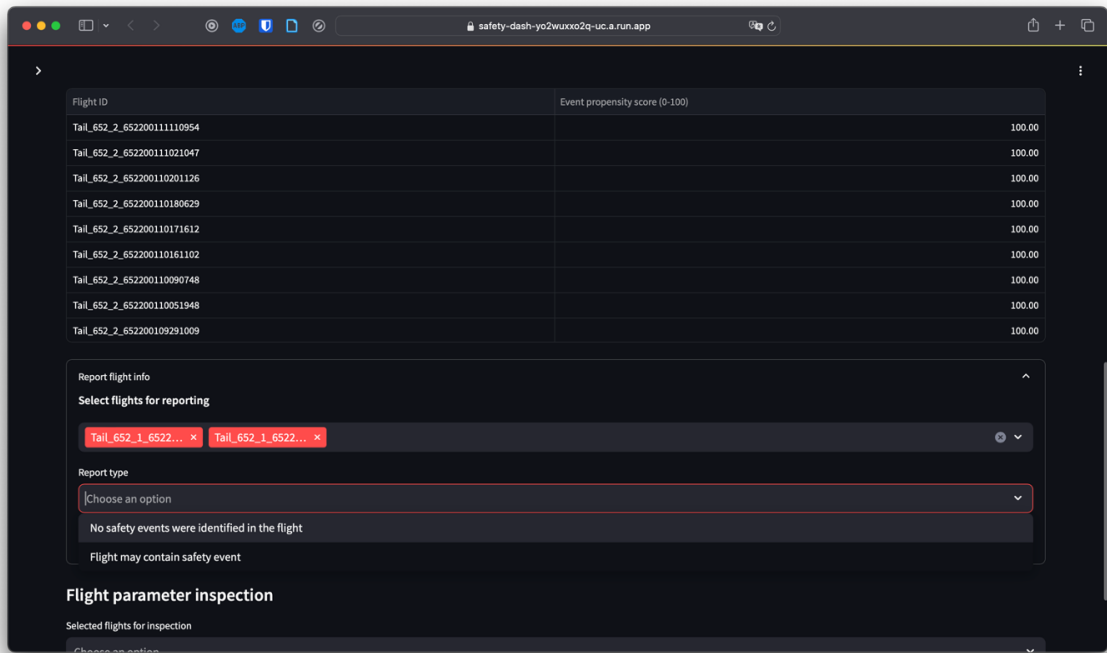 safety-dash-yo2wuxxo2q-uc.a.run.app
Flight ID Event propensity score (0-100)
Tail_652_2_652200111110954 100.00
Tail_652_2_652200111021047 100.00
Tail_652_2_652200110201126 100.00
Tail_652_2_652200110180629 100.00
Tail_652_2_652200110171612 100.00
Tail_652_2_652200110161102 100.00
Tail_652_2_652200110090748 100.00
Tail_652_2_652200110051948 100.00
Tail_652_2_652200109291009 100.00
Report flight info
Select flights for reporting
Tail_652_1_6522... × Tail_652_1_6522... ×
Report type
Choose an option
No safety events were identified in the flight
Flight may contain safety event
Flight parameter inspection
Selected flights for inspection
Choose an option